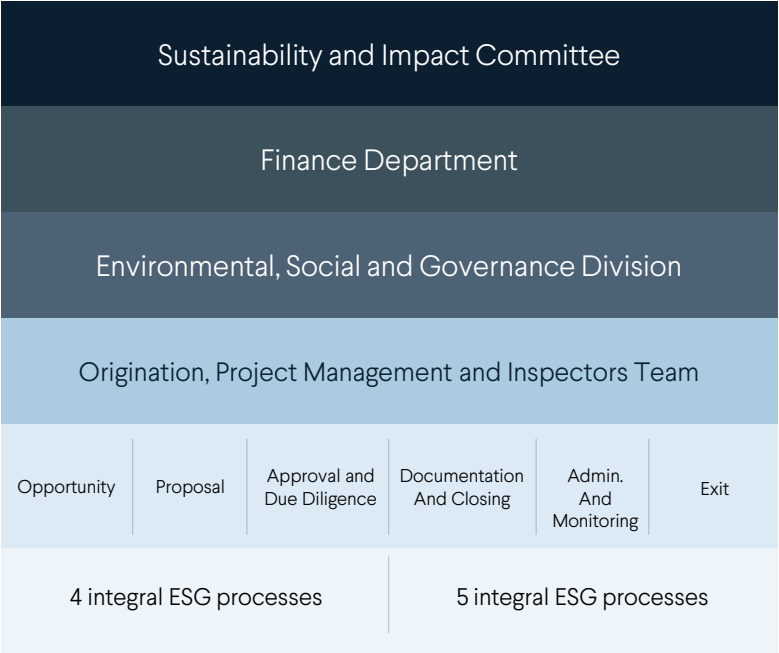 Sustainability and Impact Committee
Finance Department
Environmental, Social and Governance Division
Origination, Project Management and Inspectors Team
Opportunity
Proposal
Approval and
Due Diligence
Documentation
And Closing
Admin.
And
Monitoring
Exit
4 integral ESG processes
5 integral ESG processes